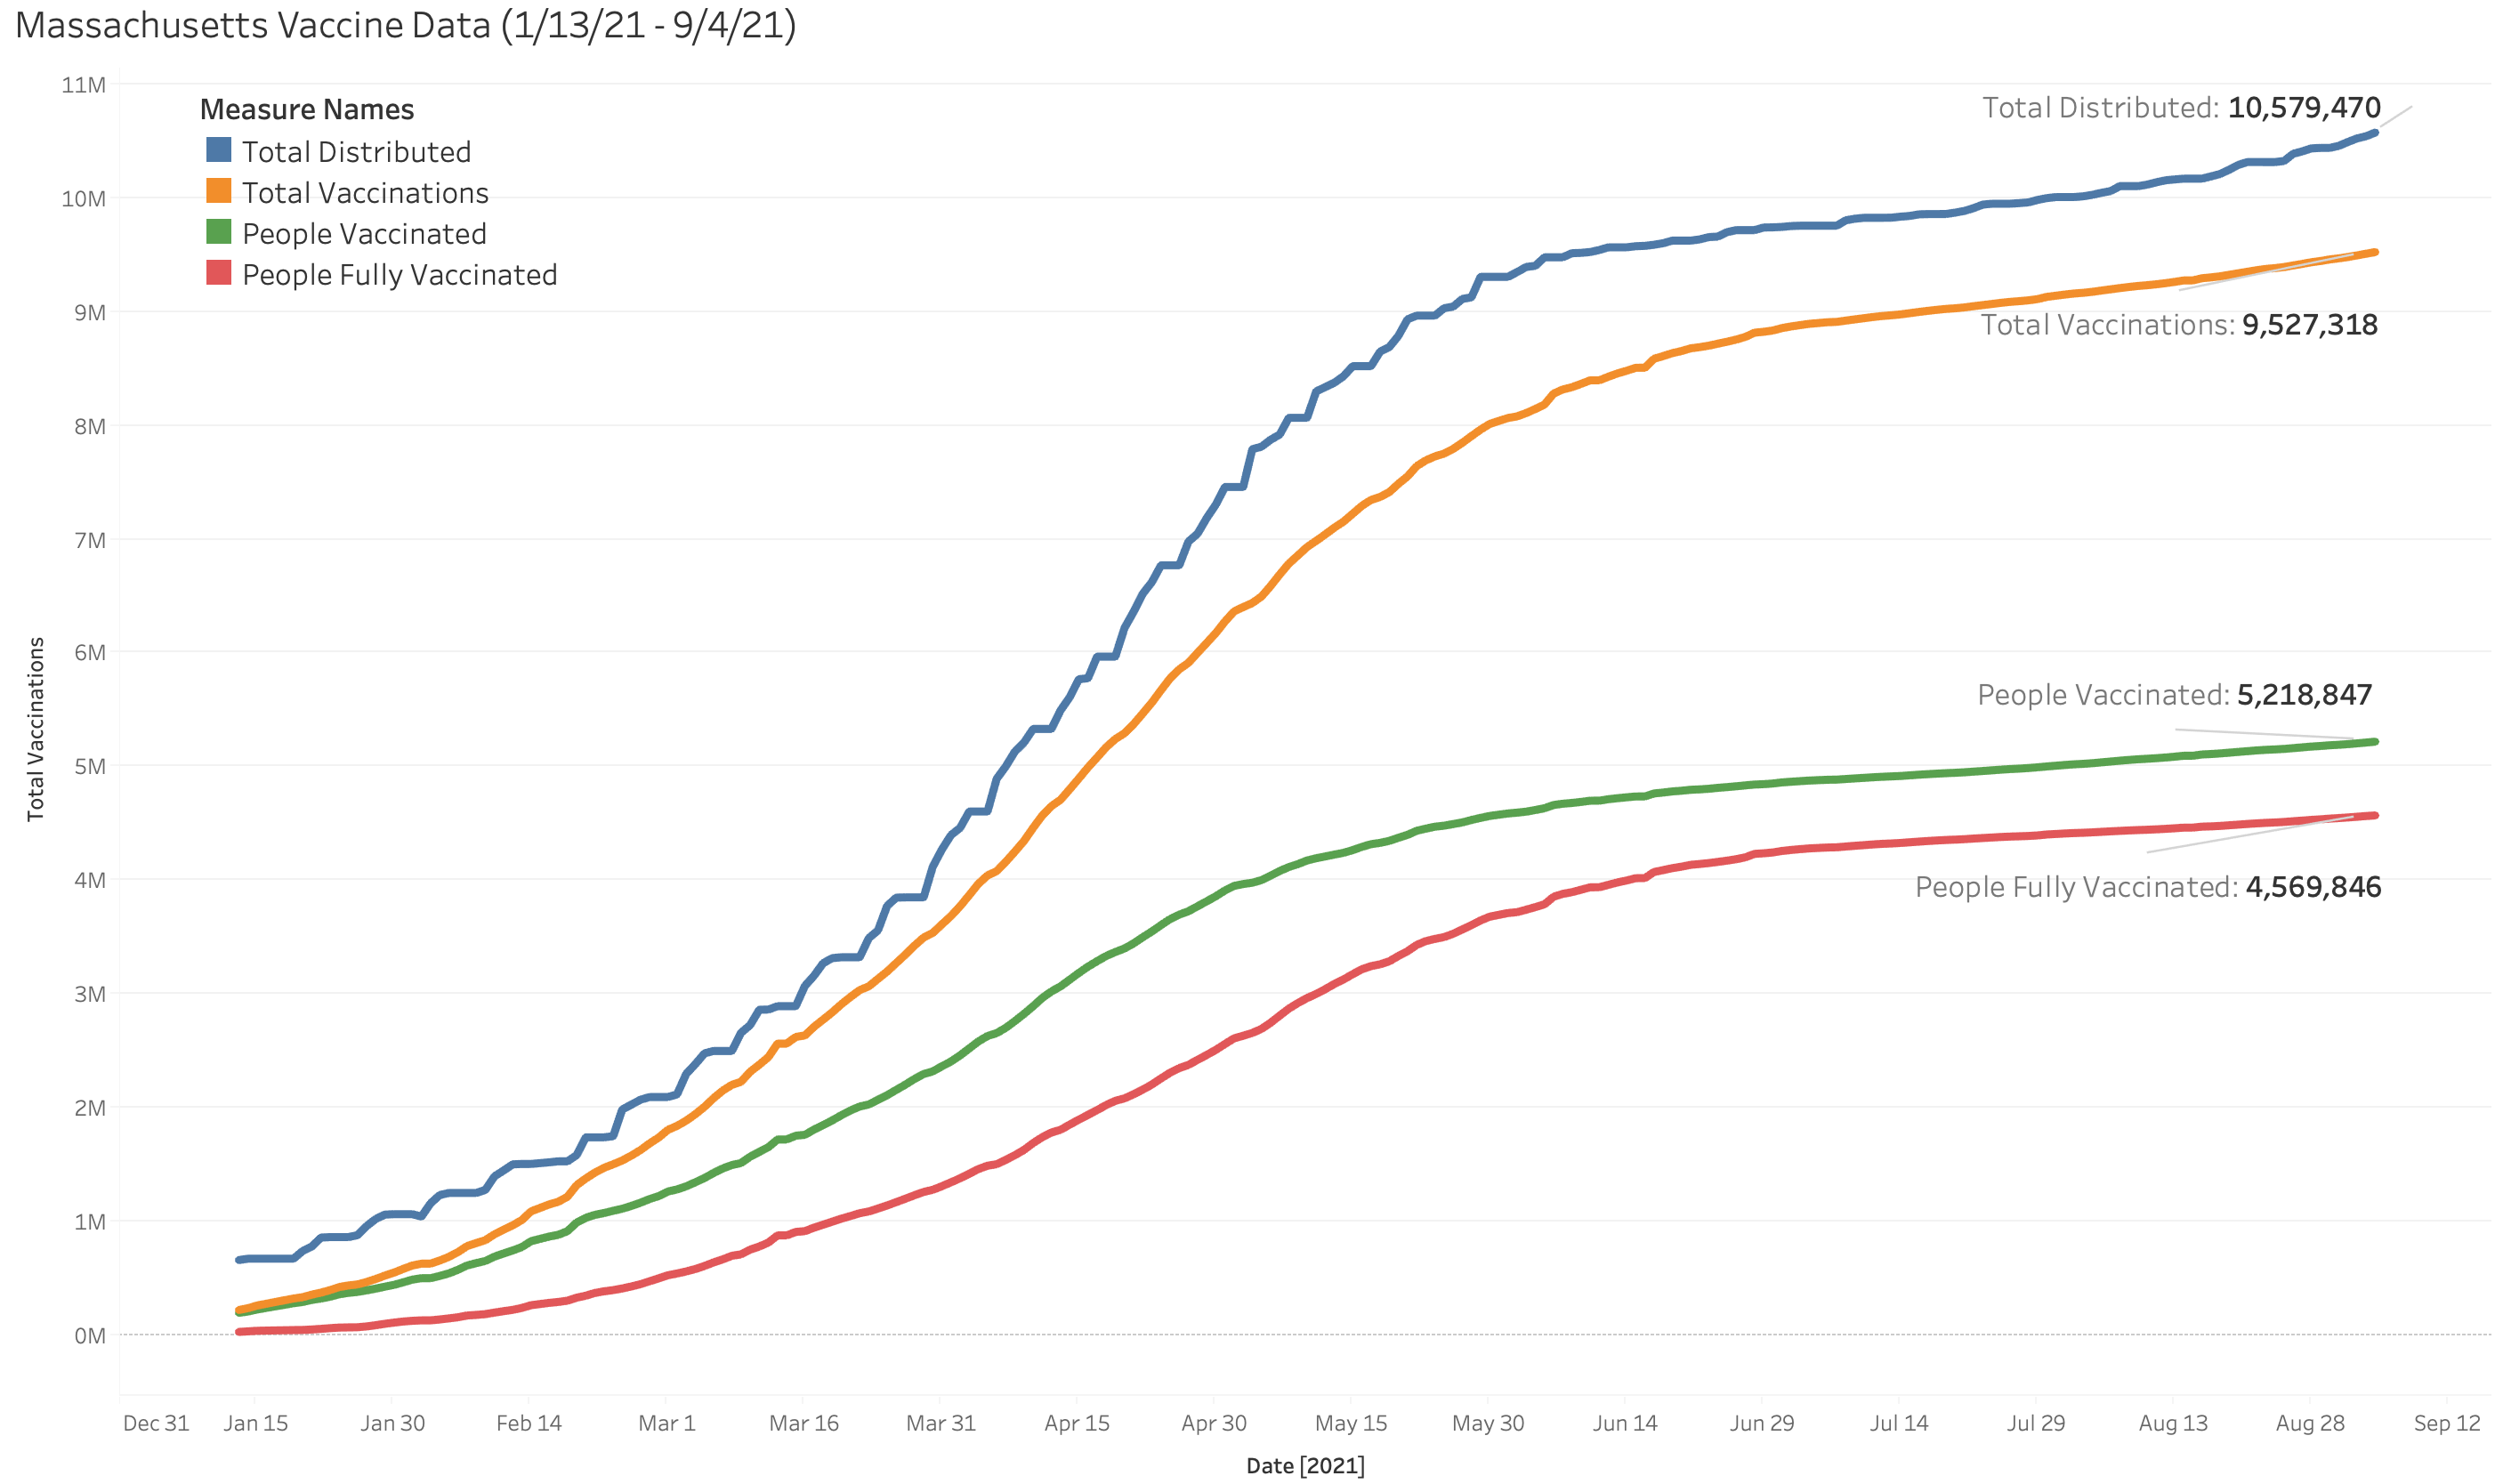 Massachusetts Vaccine Data (1/13/21 - 9/4/21)
11M
10M
9M
8M
7M
6M
5M
4M
3M
2M
1M
0M
Total Vaccinations
Measure Names
Total Distributed
Total Vaccinations
People Vaccinated
People Fully Vaccinated
Total Distributed: 10,579,470
Total Vaccinations: 9,527,318
People Vaccinated: 5,218,847
People Fully Vaccinated: 4,569,846
Dec 31 Jan 15 Jan 30 Feb 14 Mar 1 Mar 16 Mar 31 Apr 15 Apr 30 May 15 May 30 Jun 14 Jun 29 Jul 14 Jul 29 Aug 13 Aug 28 Sep 12
Date [2021]